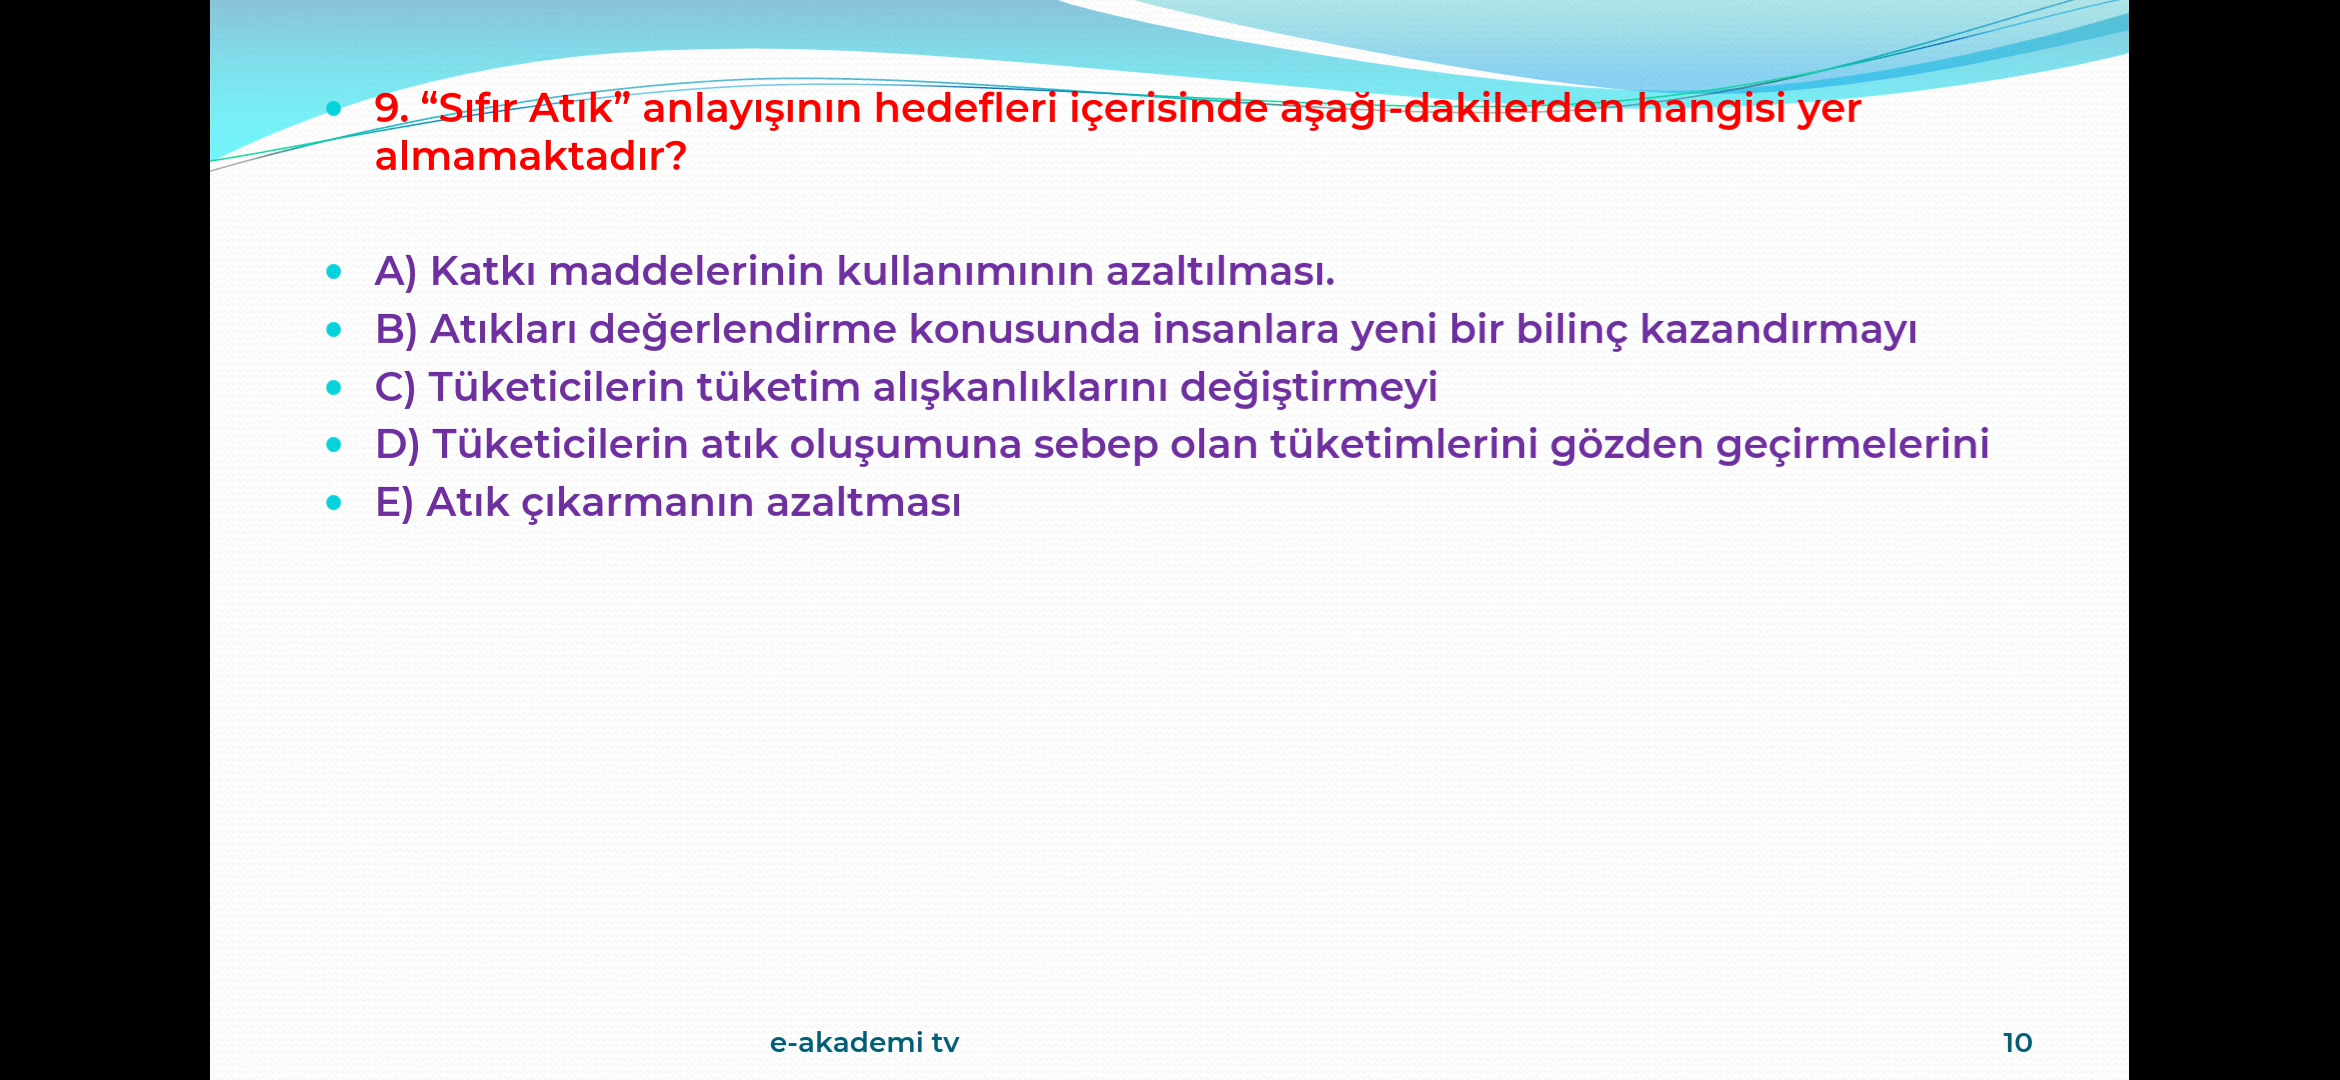 9. “Sıfır Atık” anlayışının hedefleri içerisinde aşağı-dakilerden hangisi yer
almamaktadır?
A) Katkı maddelerinin kullanımının azaltılması.
B) Atıkları değerlendirme konusunda insanlara yeni bir bilinç kazandırmayı
C) Tüketicilerin tüketim alışkanlıklarını değiştirmeyi
D) Tüketicilerin atık oluşumuna sebep olan tüketimlerini gözden geçirmelerini
E) Atık çıkarmanın azaltması
e-akademi tv
10